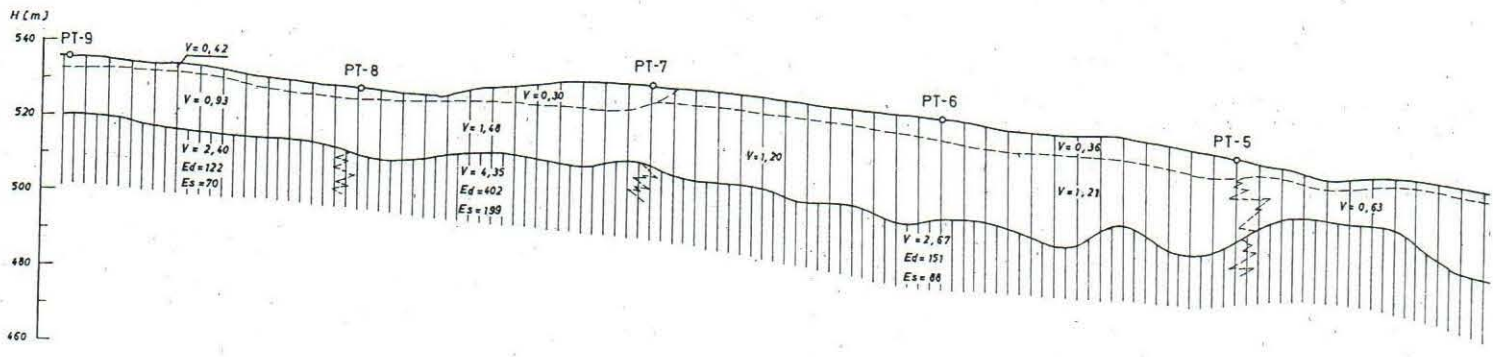 H (m)
540
520
500
480
460
PT-9
V=0,42
PT-8
PT-7
PT-6
PT-5
V=0,93
V=0,30
V=1,48
V=1,20
V=0,36
V=1,21
V=0,63
V=2,40
Ed=122
Es=70
V=4,35
Ed=402
Es=199
V=2,67
Ed=151
Es=88